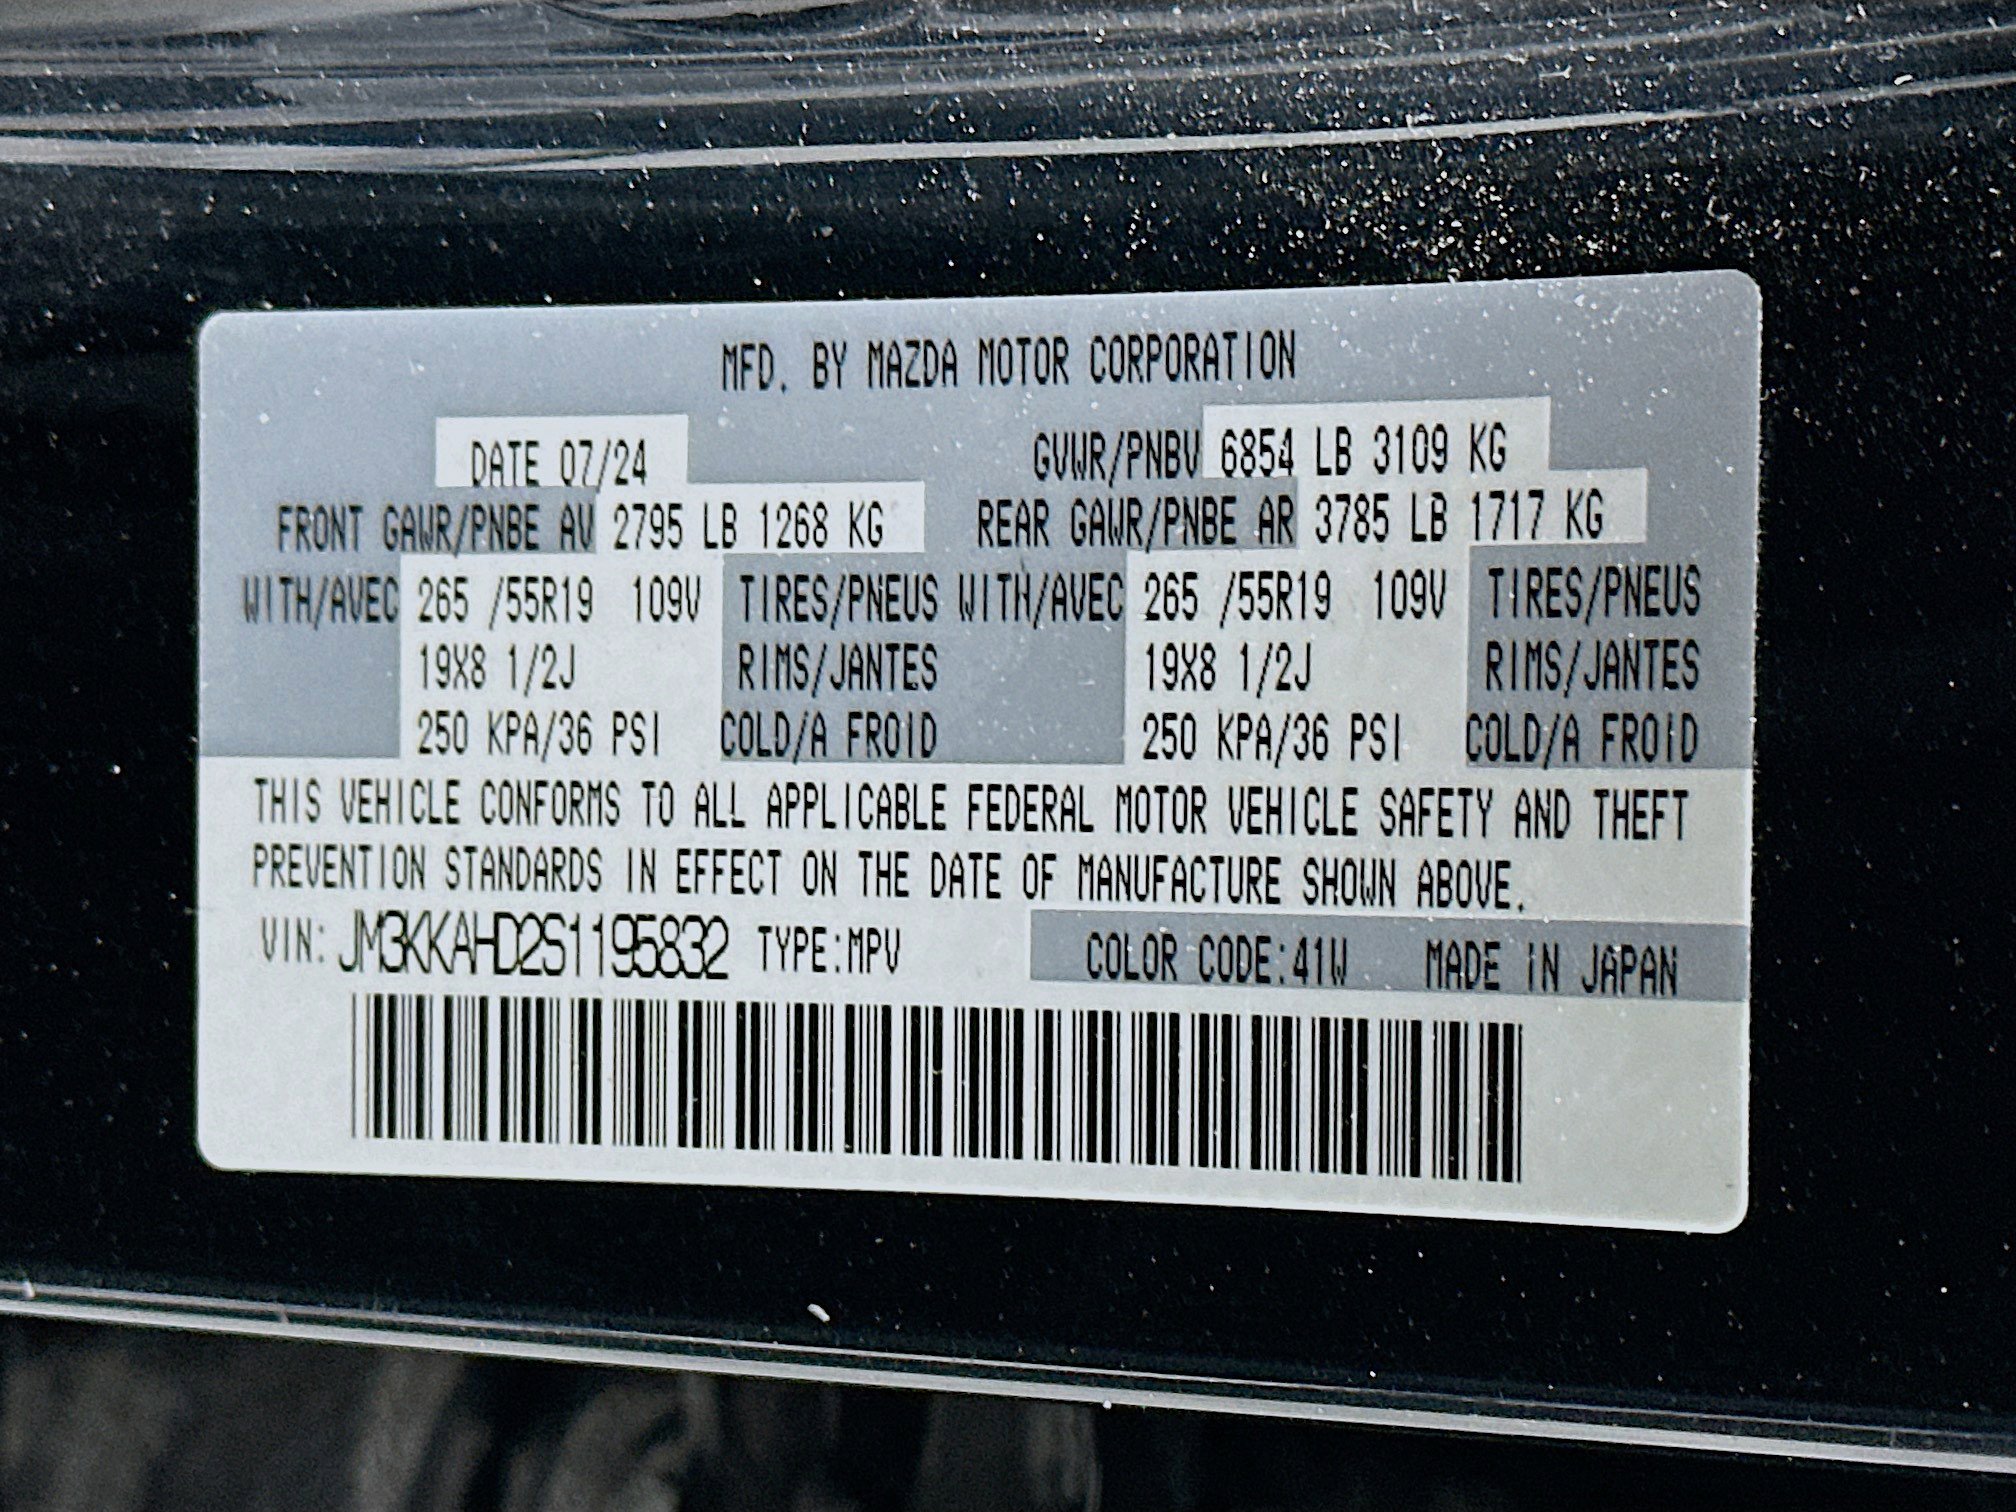 MFD. BY MAZDA MOTOR CORPORATION
DATE 07/24 GVWR/PNBV 6854 LB 3109 KG
FRONT GAWR/PNBE AV 2795 LB 1268 KG REAR GAWR/PNBE AR 3785 LB 1717 KG
WITH/AVEC 265 /55R19 109V TIRES/PNEUS WITH/AVEC 265 /55R19 109V TIRES/PNEUS
19X8 1/2J RIMS/JANTES 19X8 1/2J RIMS/JANTES
250 KPA/36 PSI COLD/A FROID 250 KPA/36 PSI COLD/A FROID
THIS VEHICLE CONFORMS TO ALL APPLICABLE FEDERAL MOTOR VEHICLE SAFETY AND THEFT
PREVENTION STANDARDS IN EFFECT ON THE DATE OF MANUFACTURE SHOWN ABOVE.
VIN: JM3KKAHD2S1195832 TYPE:MPV COLOR CODE:41W MADE IN JAPAN